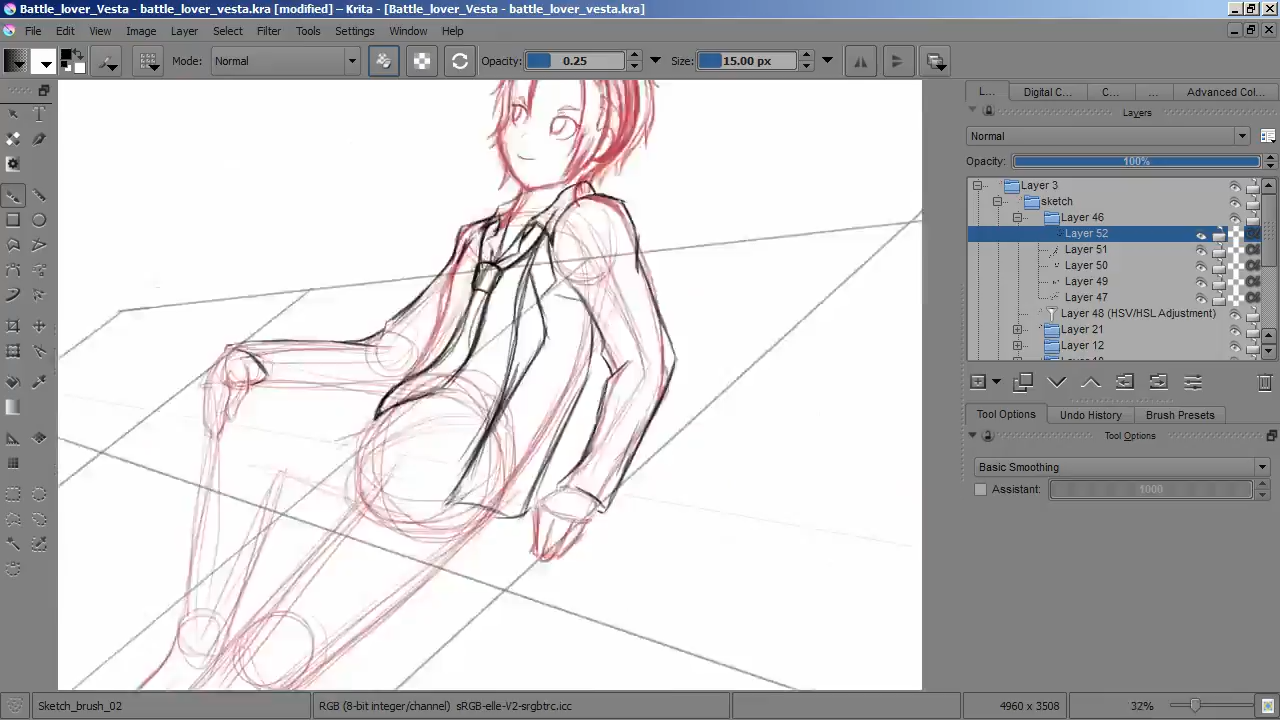 Battle_Lover_Vesta - battle_lover_vesta.kra [modified] – Krita - [Battle_Lover_Vesta - battle_lover_vesta.kra]
File Edit View Image Layer Select Filter Tools Settings Window Help
Mode: Normal Opacity: 0.25 Size: 15.00 px
L... Digital C... C... ... Advanced Col...
Layers
Normal
Opacity: 100%
Layer 3
sketch
Layer 46
Layer 52
Layer 51
Layer 50
Layer 49
Layer 47
Layer 48 (HSV/HSL Adjustment)
Layer 21
Layer 12
Tool Options Undo History Brush Presets
Tool Options
Basic Smoothing
Assistant: 1000
Sketch_brush_02 RGB (8-bit integer/channel) sRGB-elle-V2-srgbtrc.icc 4960 x 3508 32%